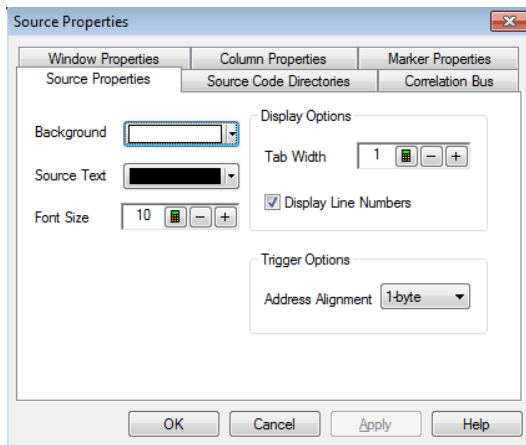 Source Properties
Window Properties Column Properties Marker Properties
Source Properties Source Code Directories Correlation Bus
Background
Source Text
Font Size 10
Display Options
Tab Width 1
Display Line Numbers
Trigger Options
Address Alignment 1-byte
OK Cancel Apply Help